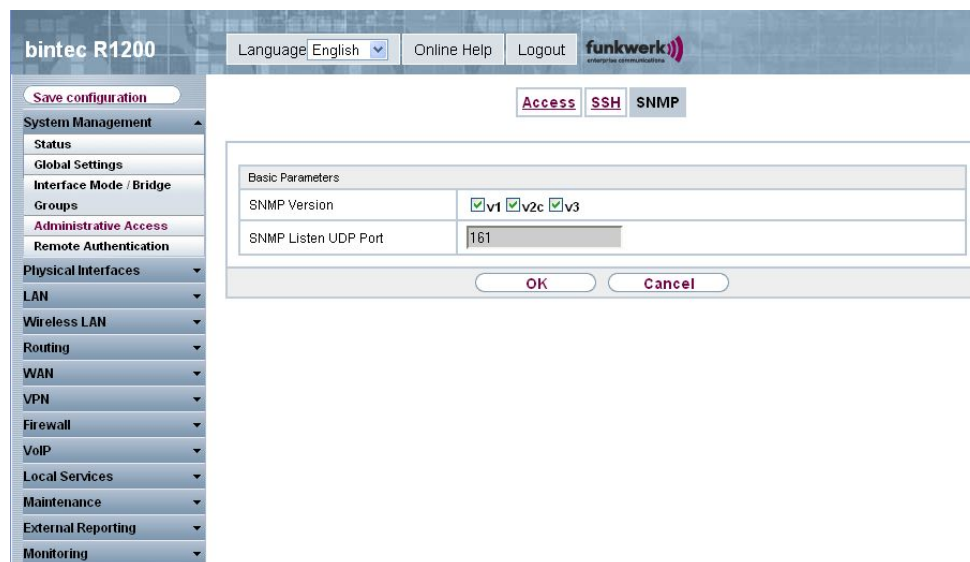 bintec R1200
Language English Online Help Logout funkwerk
enterprise communications
Save configuration
System Management
Status
Global Settings
Interface Mode / Bridge
Groups
Administrative Access
Remote Authentication
Physical Interfaces
LAN
Wireless LAN
Routing
WAN
VPN
Firewall
VoIP
Local Services
Maintenance
External Reporting
Monitoring
Access SSH SNMP
Basic Parameters
SNMP Version v1 v2c v3
SNMP Listen UDP Port 161
OK Cancel